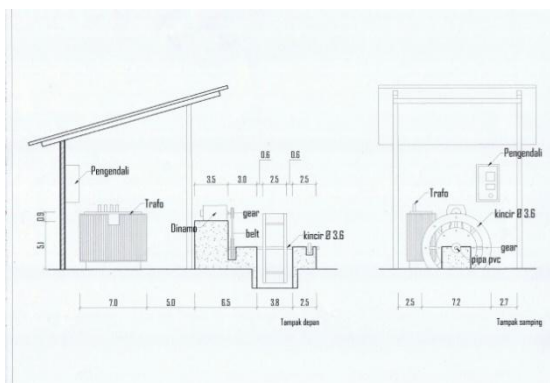 Pengendali
Trafo
0.9
5.1
0.6 0.6
3.5 3.0 2.5 2.5
Dinamo
gear
belt
kincir Ø 3.6
7.0 5.0 6.5 3.8 2.5
Tampak depan
Pengendali
Trafo
kincir Ø 3.6
gear
pipa pvc
2.5 7.2 2.7
Tampak samping